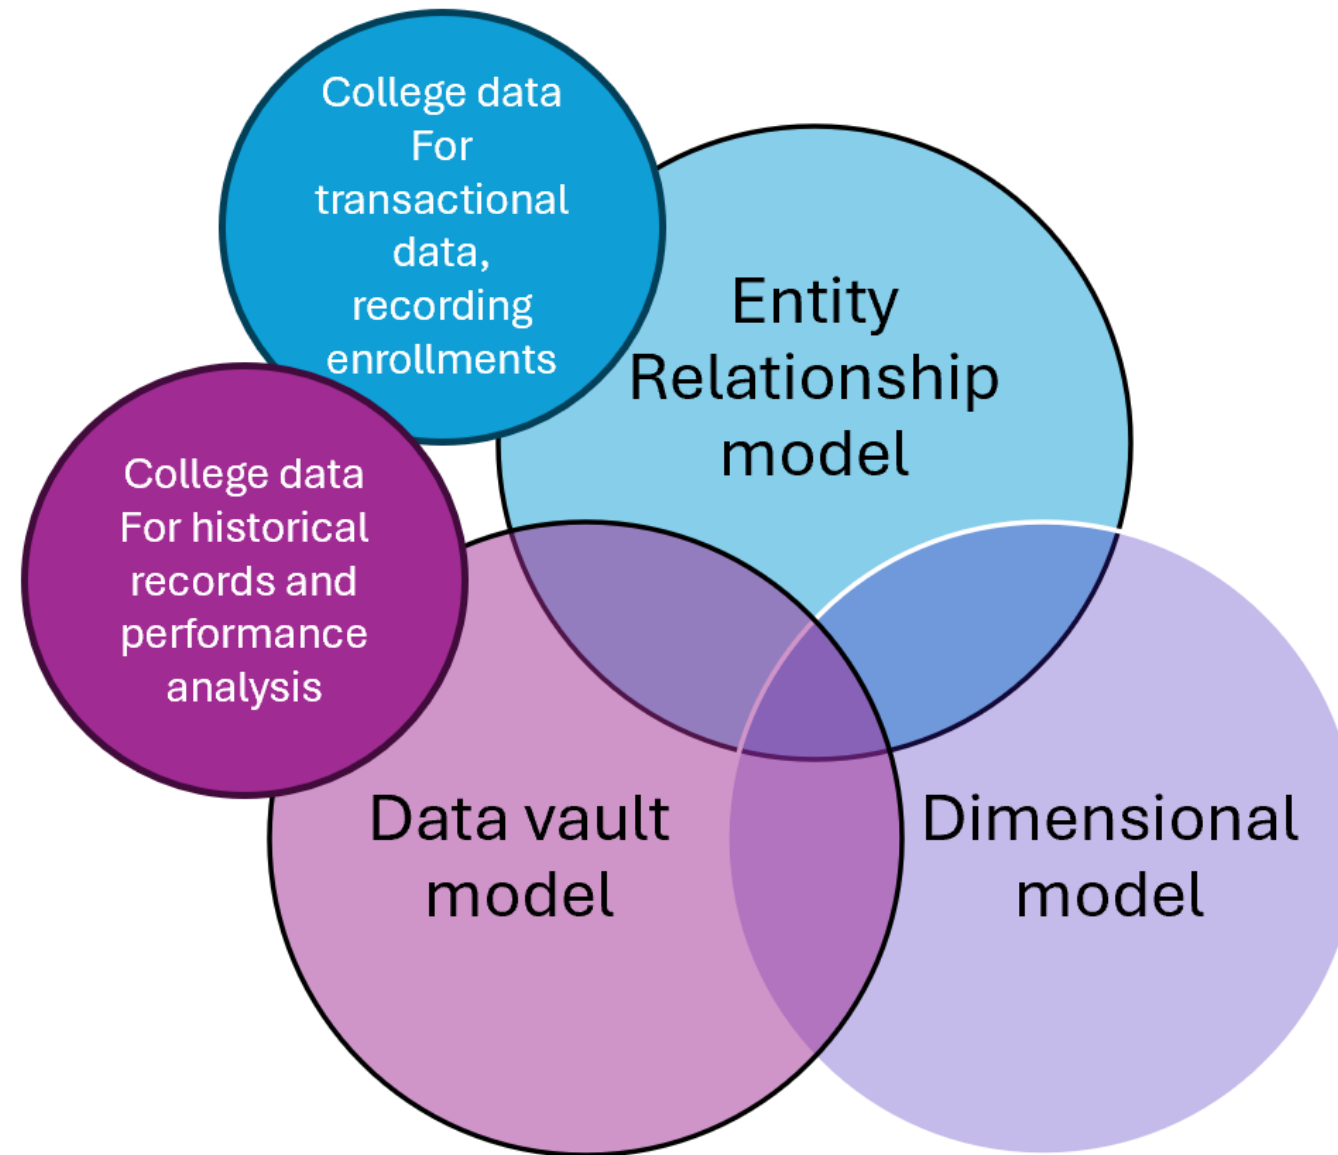 College data
For
transactional
data,
recording
enrollments
Entity
Relationship
model
College data
For historical
records and
performance
analysis
Data vault
model
Dimensional
model